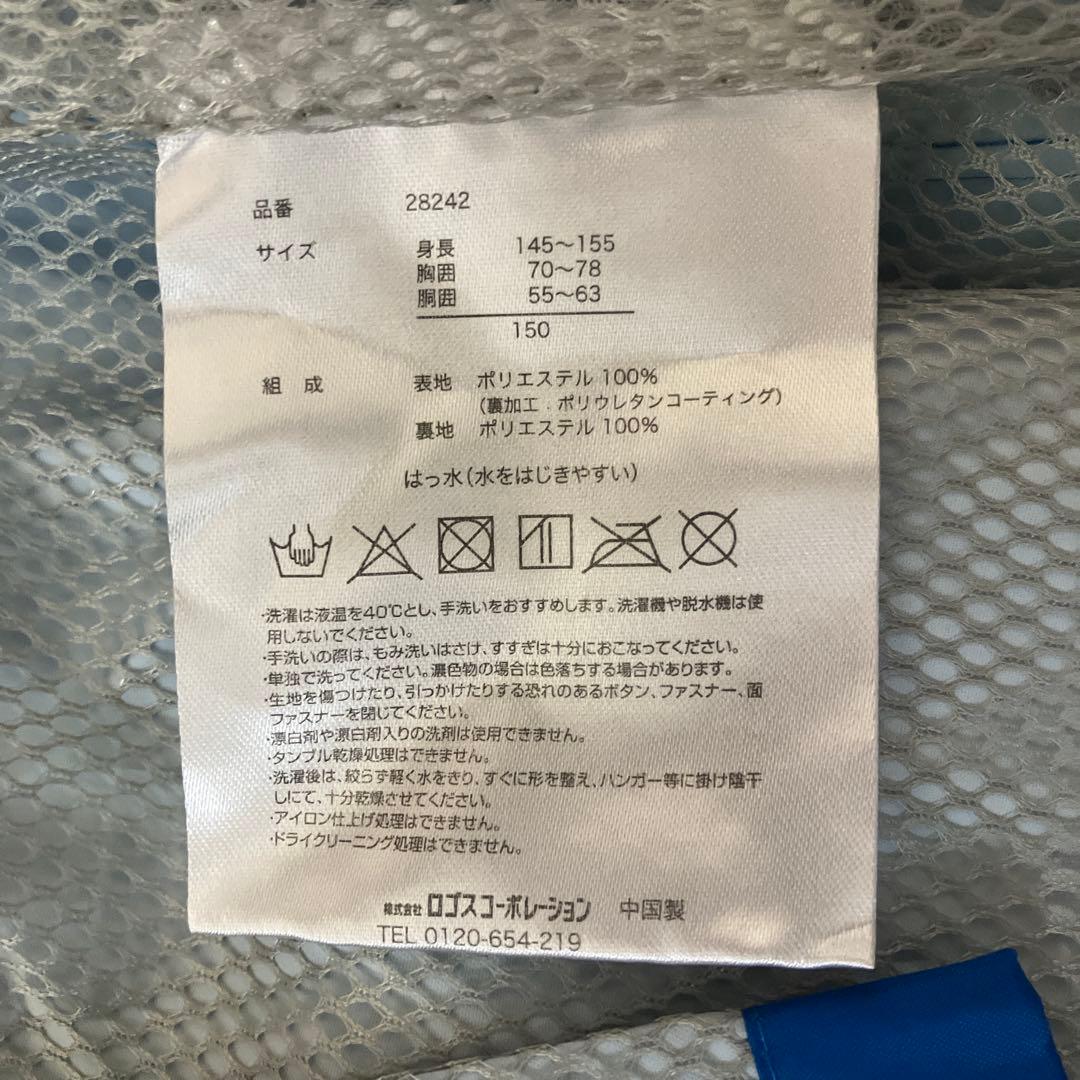 品番 28242
サイズ 身長 145～155
胸囲 70～78
胴囲 55～63
150
組成 表地 ポリエステル 100%
(裏加工．ポリウレタンコーティング)
裏地 ポリエステル 100%
はっ水(水をはじきやすい)
・洗濯は液温を40℃とし、手洗いをおすすめします。洗濯機や脱水機は使
用しないでください。
・手洗いの際は、もみ洗いはさけ、すすぎは十分におこなってください。
・単独で洗ってください。濃色物の場合は色落ちする場合があります。
・生地を傷つけたり、引っかけたりする恐れのあるボタン、ファスナー、面
ファスナーを閉じてください。
・漂白剤や漂白剤入りの洗剤は使用できません。
・タンブル乾燥処理はできません。
・洗濯後は、絞らず軽く水をきり、すぐに形を整え、ハンガー等に掛け陰干
しにて、十分乾燥させてください。
・アイロン仕上げ処理はできません。
・ドライクリーニング処理はできません。
株式会社 ロゴスコーポレーション 中国製
TEL 0120-654-219